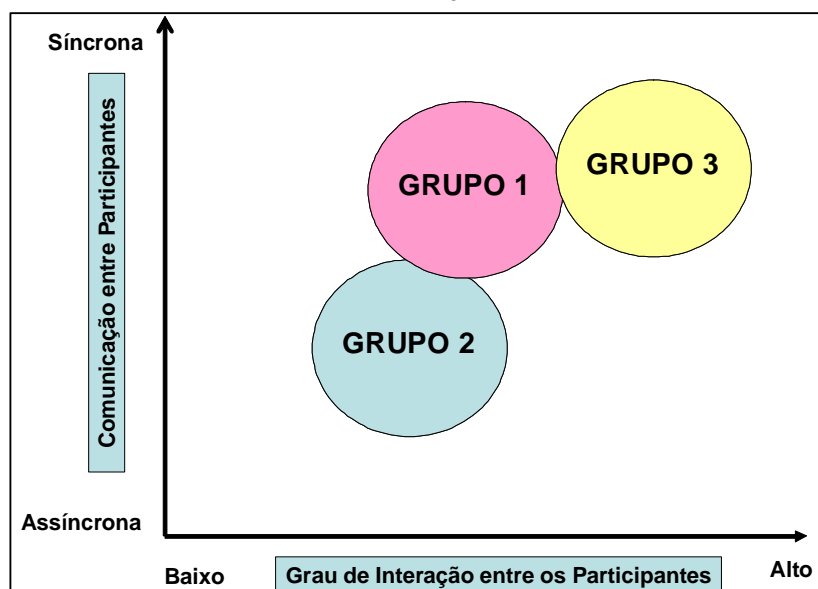 Síncrona
Comunicação entre Participantes
GRUPO 1
GRUPO 3
GRUPO 2
Assíncrona
Baixo
Grau de Interação entre os Participantes
Alto